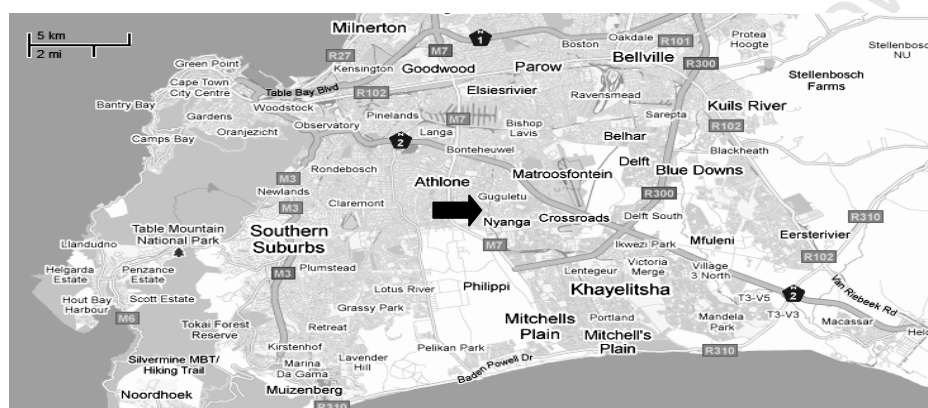 5 km
2 mi
Milnerton
N
1
Oakdale
R101
Protea
Hoogte
Boston
R27
M7
Bellville
Stellenbosch
NU
Green Point
Kensington
Goodwood
Parow
R300
Cape Town
City Centre
Table Bay Blvd
R102
Elsiesrivier
Ravensmead
Stellenbosch
Farms
Bantry Bay
Woodstock
Gardens
Pinelands
M7
Bishop
Lavis
Sarepta
Kuils River
Oranjezicht
Observatory
Langa
R102
Camps Bay
N
2
Bonteheuwel
Belhar
Blackheath
M3
Rondebosch
Matroosfontein
Delft
Blue Downs
Newlands
Athlone
M3
Claremont
Guguletu
R300
Nyanga
Crossroads
Delft South
R310
Table Mountain
National Park
Southern
Suburbs
M7
Ikwezi Park
Mfuleni
Eersterivier
Llandudno
R102
Helgarda
Estate
Penzance
Estate
M3
Plumstead
Lentegeur
Victoria
Merge
Village
3 North
Van Riebeek Rd
Hout Bay
Harbour
Scott Estate
Lotus River
Philippi
Khayelitsha
N
2
T3-V5
M6
Grassy Park
Portland
Mandela
Park
T3-V3
Macassar
Tokai Forest
Reserve
Retreat
Mitchells
Plain
Mitchell's
Plain
Held
Kirstenhof
Pelikan Park
R310
Silvermine MBT/
Hiking Trail
Marina
Da Gama
Lavender
Hill
Baden Powell Dr
Noordhoek
Muizenberg
R310